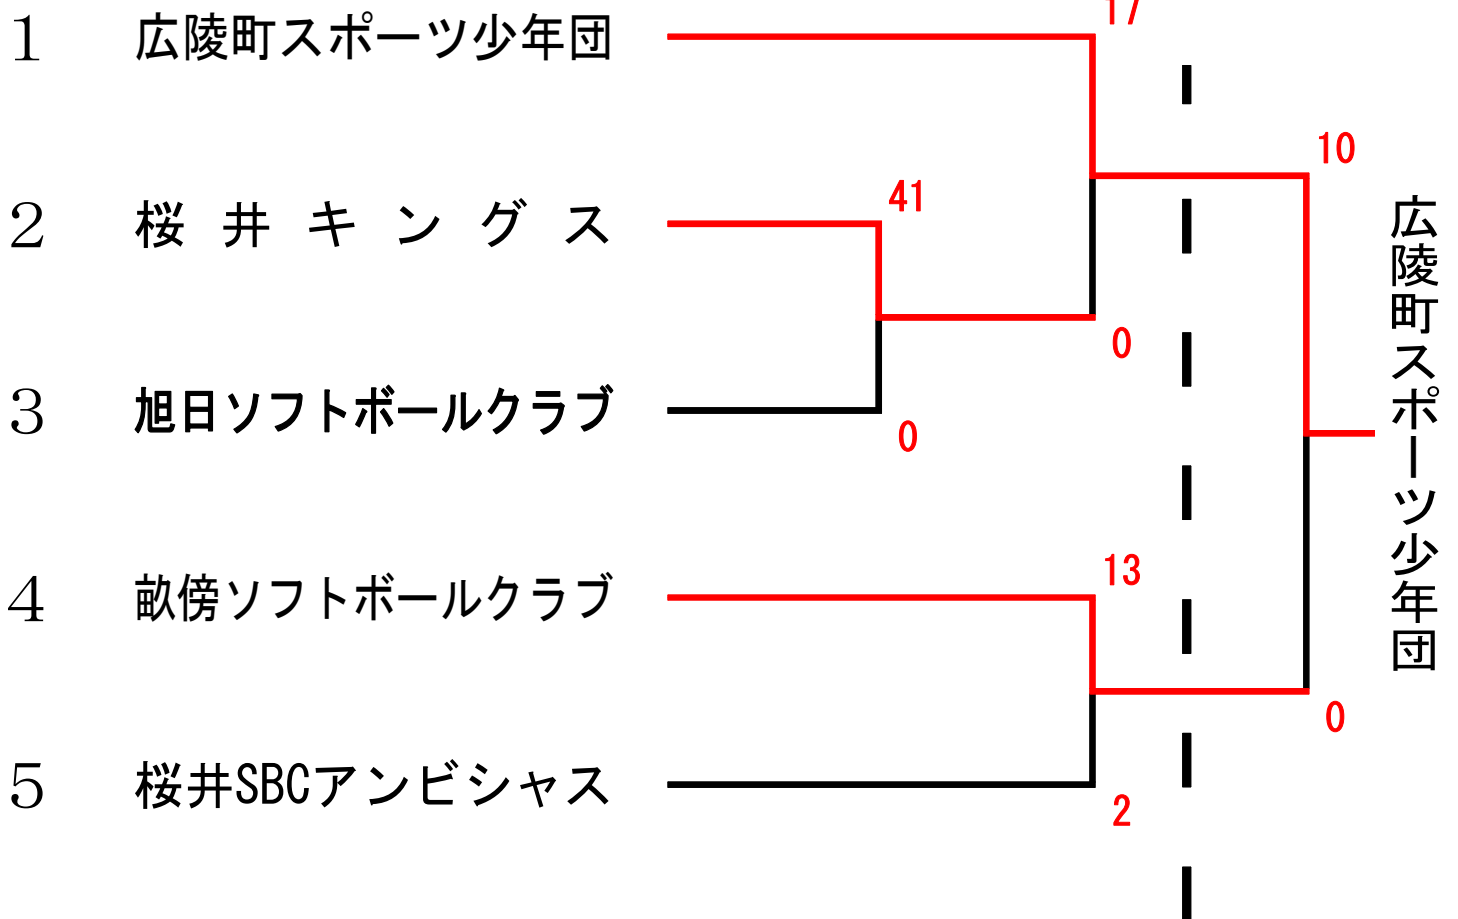 17
1 広陵町スポーツ少年団
10
41
2 桜井キングス
0
3 旭日ソフトボールクラブ
0
広陵町スポーツ少年団
13
4 畝傍ソフトボールクラブ
0
5 桜井SBCアンビシャス
2